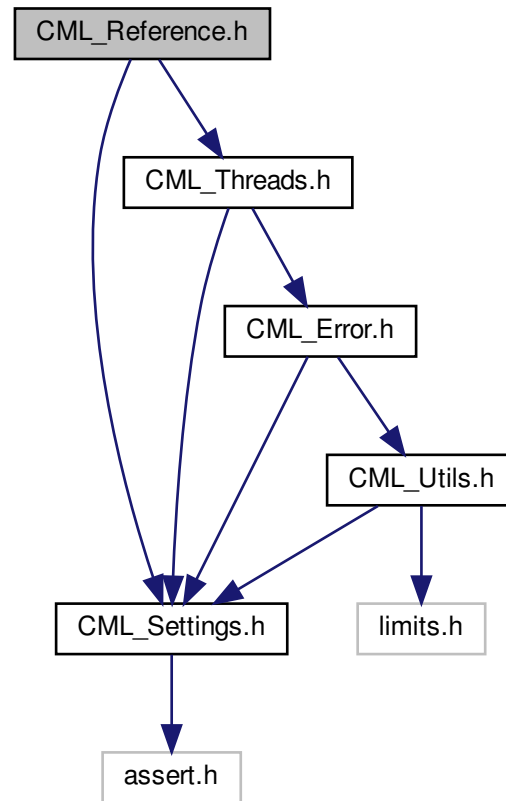 CML_Reference.h
CML_Threads.h
CML_Error.h
CML_Utils.h
CML_Settings.h
limits.h
assert.h